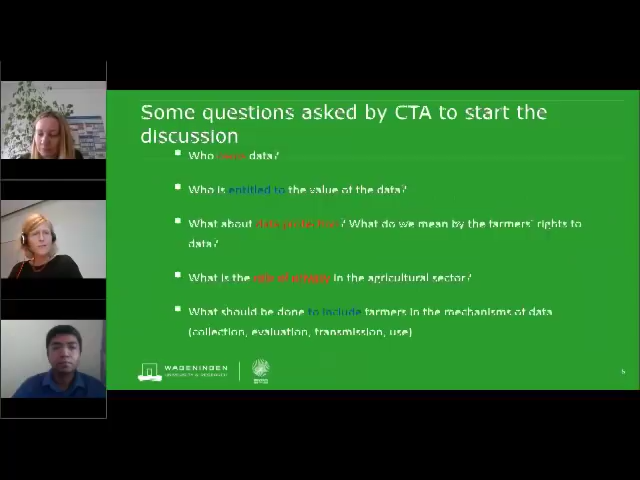 Some questions asked by CTA to start the
discussion
Who owns data?
Who is entitled to the value of the data?
What about data protection? What do we mean by the farmers' rights to
data?
What is the role of privacy in the agricultural sector?
What should be done to include farmers in the mechanisms of data
(collection, evaluation, transmission, use)
WAGENINGEN
UNIVERSITY & RESEARCH